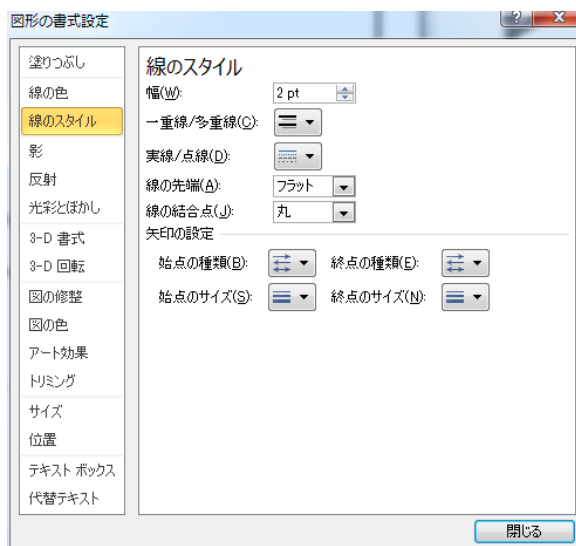 図形の書式設定
塗りつぶし
線の色
線のスタイル
影
反射
光彩とぼかし
3-D 書式
3-D 回転
図の修整
図の色
アート効果
トリミング
サイズ
位置
テキスト ボックス
代替テキスト
線のスタイル
幅(W): 2 pt
一重線/多重線(C):
実線/点線(D):
線の先端(A): フラット
線の結合点(J): 丸
矢印の設定
始点の種類(B): 終点の種類(E):
始点のサイズ(S): 終点のサイズ(N):
閉じる